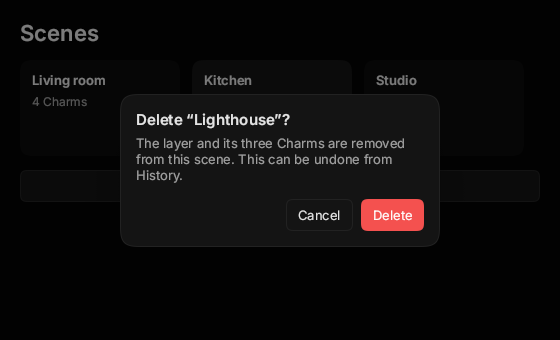 Scenes
Living room
Kitchen
Studio
4 Charms
Delete “Lighthouse”?
The layer and its three Charms are removed
from this scene. This can be undone from
History.
Cancel
Delete